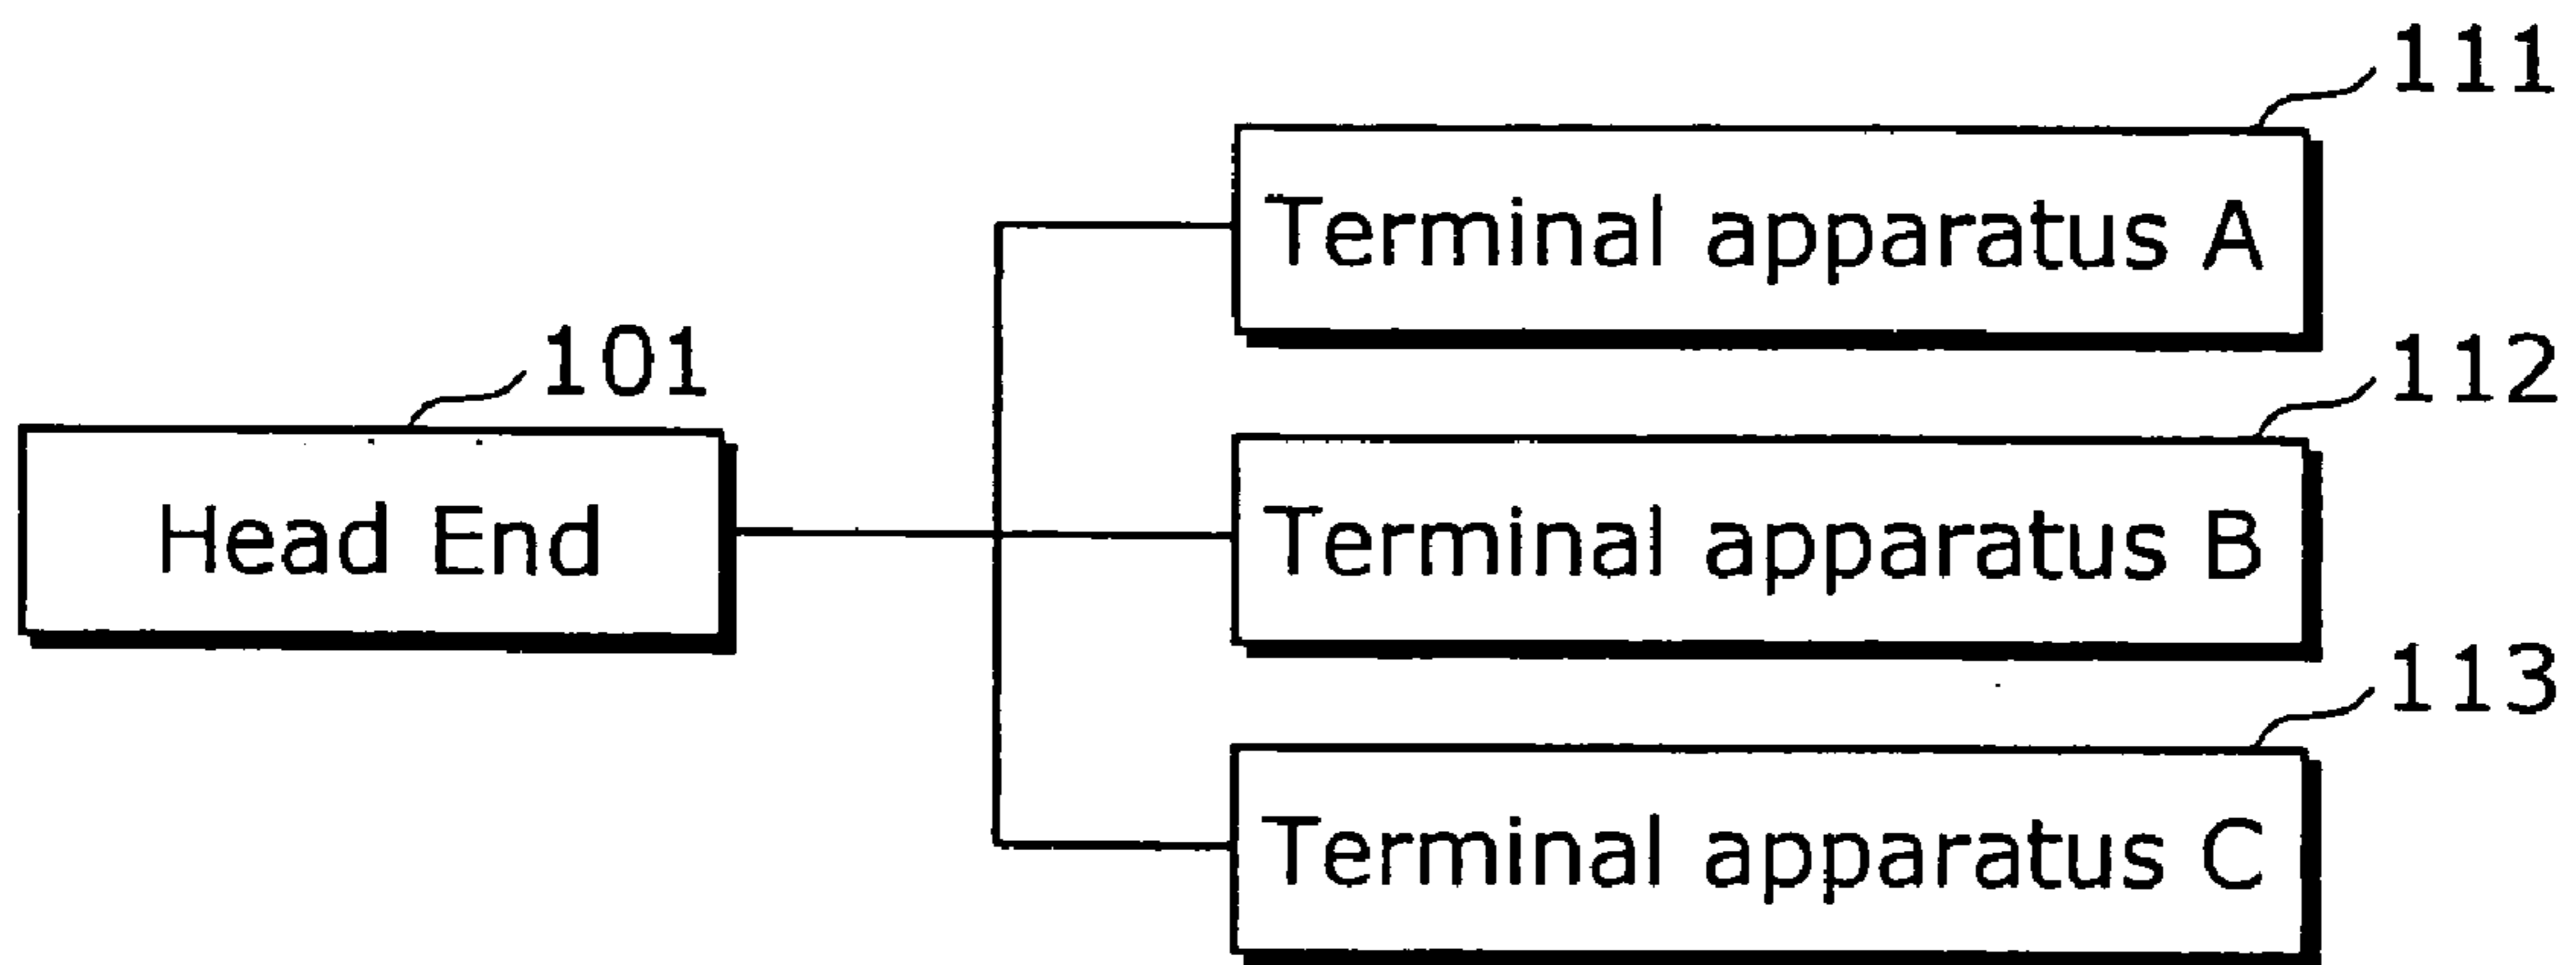 111
Terminal apparatus A
101
112
Head End
Terminal apparatus B
113
Terminal apparatus C